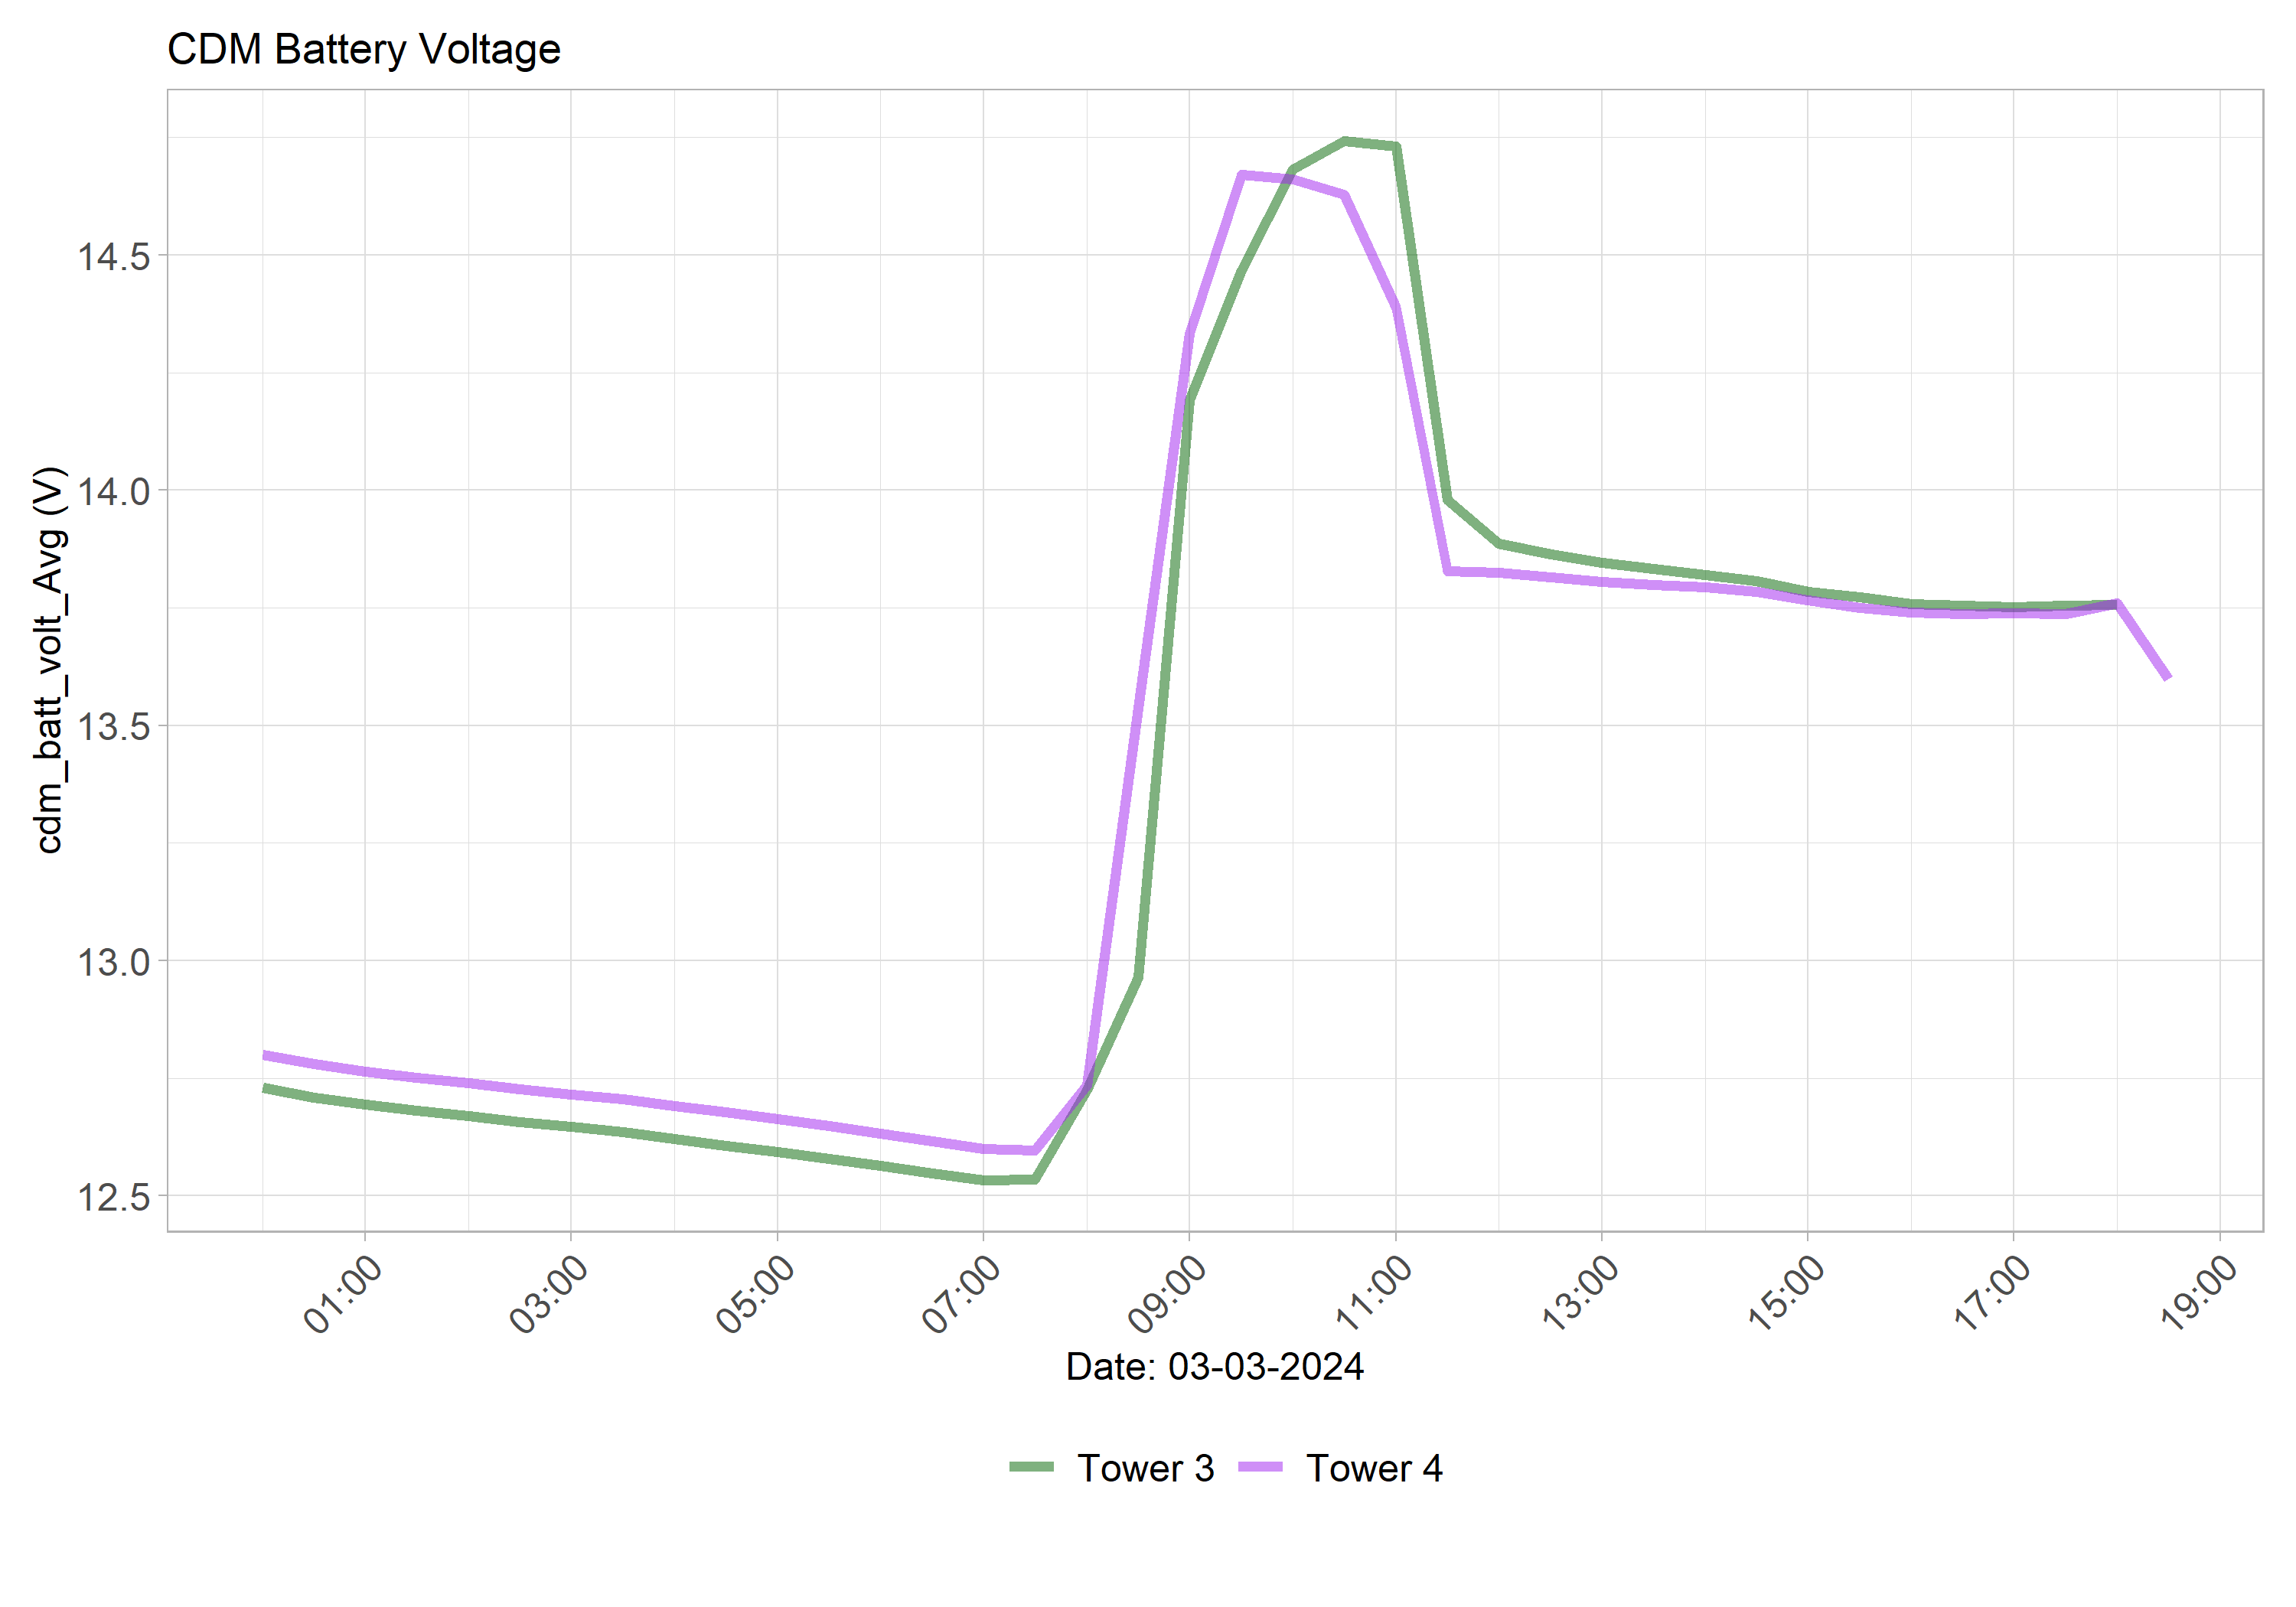 CDM Battery Voltage
cdm_batt_volt_Avg (V)
14.5
14.0
13.5
13.0
12.5
01:00 03:00 05:00 07:00 09:00 11:00 13:00 15:00 17:00 19:00
Date: 03-03-2024
Tower 3 Tower 4